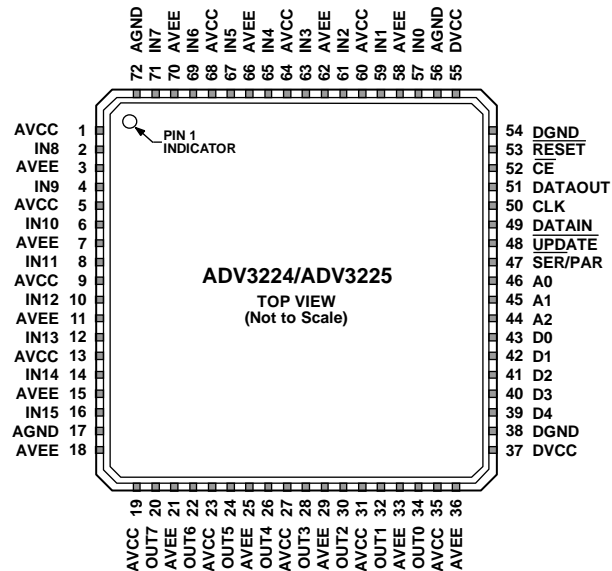 72 AGND
71 IN7
70 AVEE
69 IN6
68 AVCC
67 IN5
66 AVEE
65 IN4
64 AVCC
63 IN3
62 AVEE
61 IN2
60 AVCC
59 IN1
58 AVEE
57 IN0
56 AGND
55 DVCC
AVCC 1
IN8 2
AVEE 3
IN9 4
AVCC 5
IN10 6
AVEE 7
IN11 8
AVCC 9
IN12 10
AVEE 11
IN13 12
AVCC 13
IN14 14
AVEE 15
IN15 16
AGND 17
AVEE 18
PIN 1
INDICATOR
ADV3224/ADV3225
TOP VIEW
(Not to Scale)
54 DGND
53 RESET
52 CE
51 DATAOUT
50 CLK
49 DATAIN
48 UPDATE
47 SER/PAR
46 A0
45 A1
44 A2
43 D0
42 D1
41 D2
40 D3
39 D4
38 DGND
37 DVCC
AVCC 19
OUT7 20
AVEE 21
OUT6 22
AVCC 23
OUT5 24
AVEE 25
OUT4 26
AVCC 27
OUT3 28
AVEE 29
OUT2 30
AVCC 31
OUT1 32
AVEE 33
OUT0 34
AVCC 35
AVEE 36